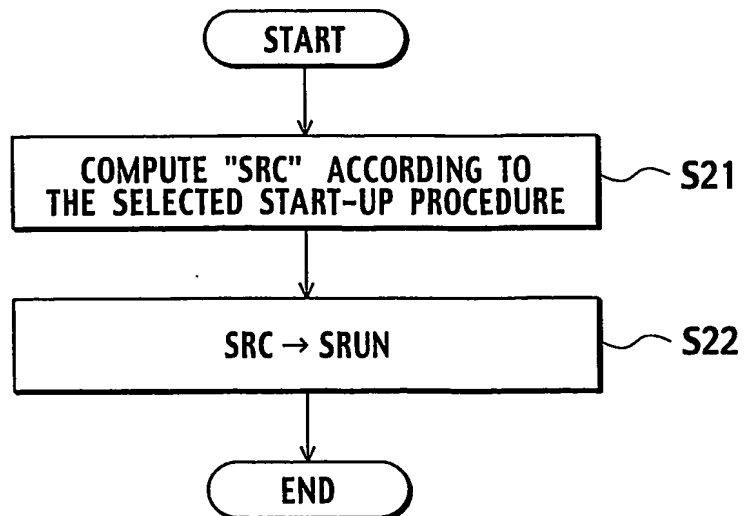 START
COMPUTE "SRC" ACCORDING TO
THE SELECTED START-UP PROCEDURE
S21
SRC → SRUN
S22
END